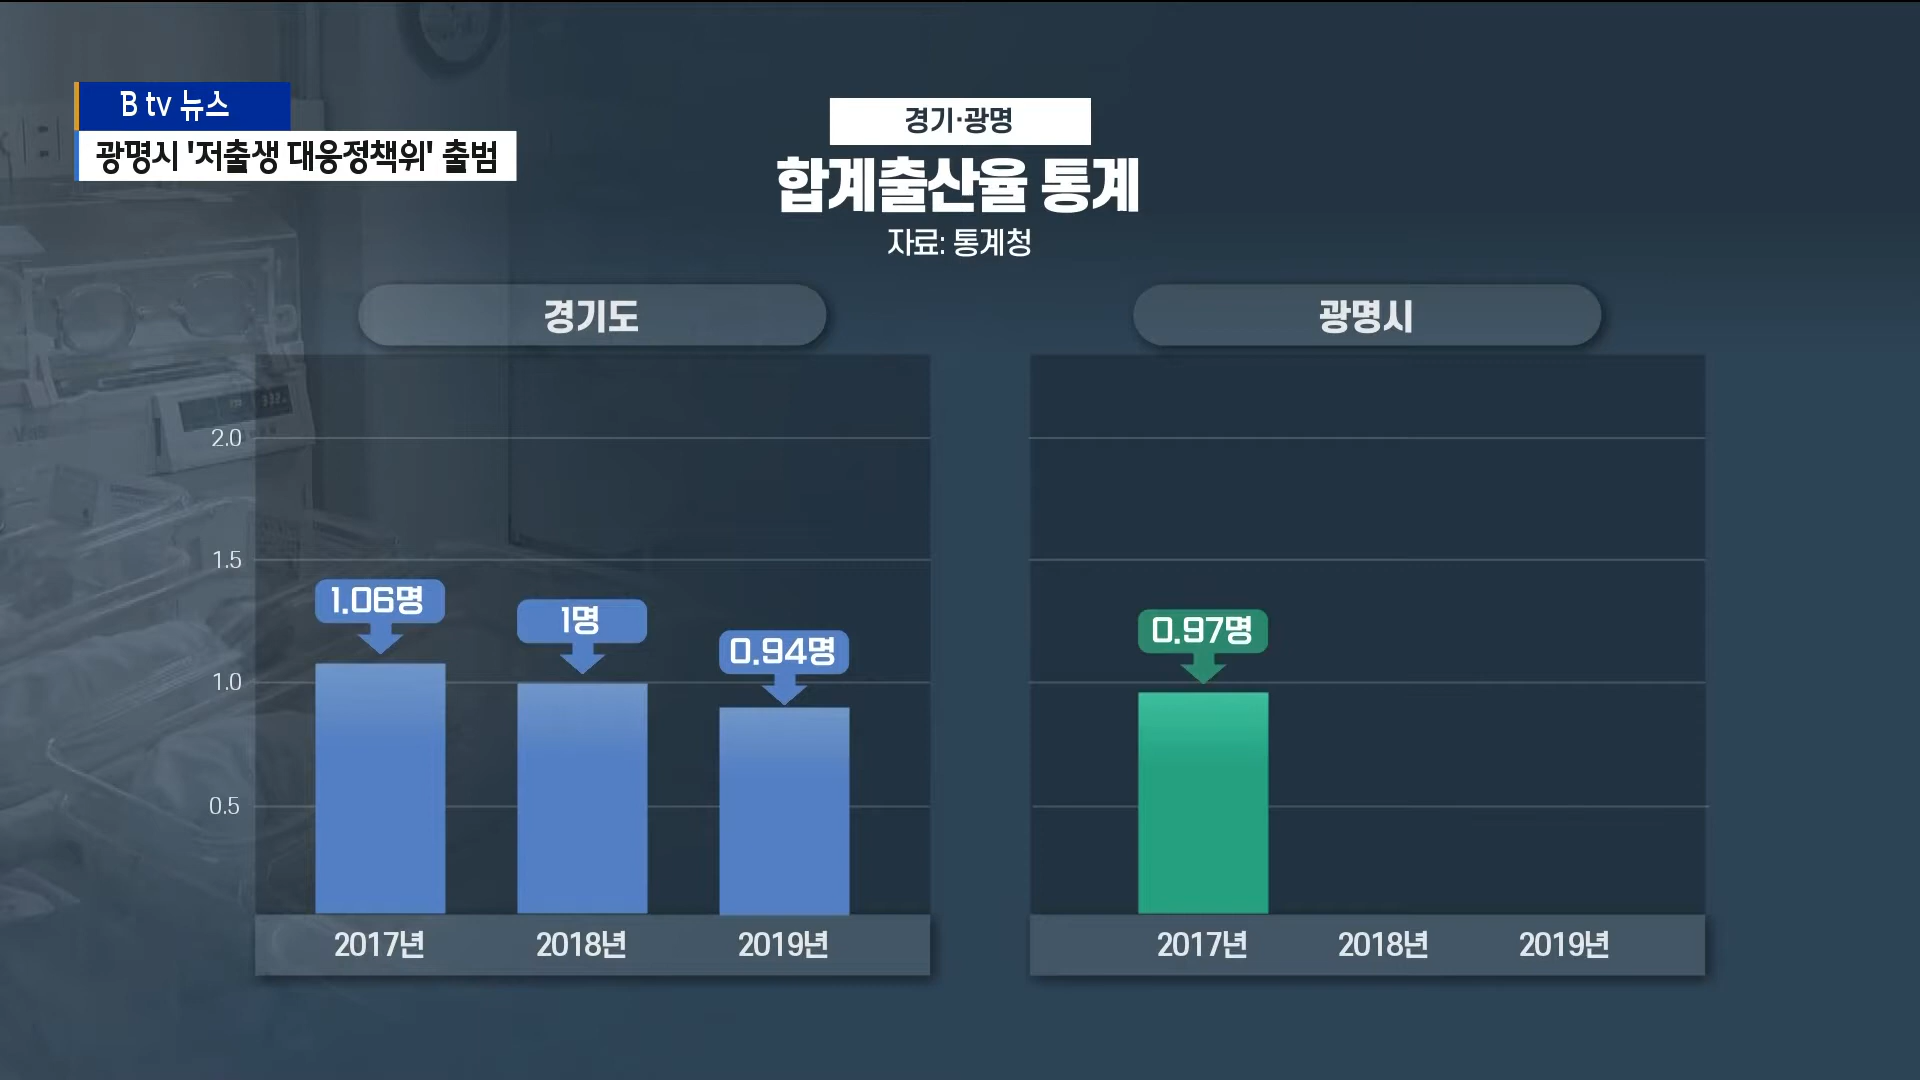 B tv 뉴스
광명시 '저출생 대응정책위' 출범
경기·광명
합계출산율 통계
자료: 통계청
경기도
광명시
2.0
1.5
1.0
0.5
1.06명
1명
0.94명
0.97명
2017년
2018년
2019년
2017년
2018년
2019년